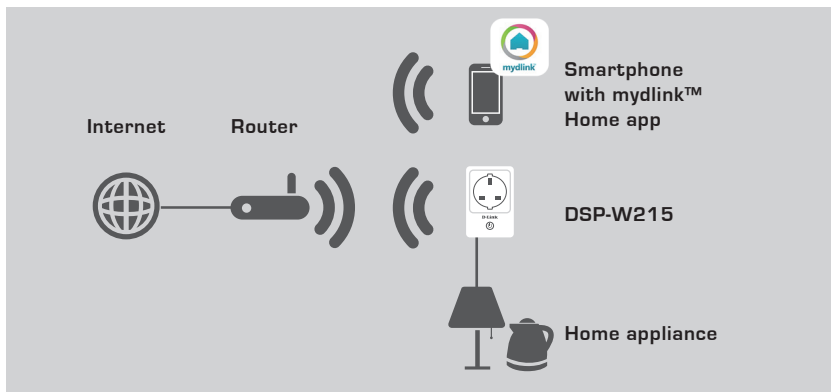 mydlink
Smartphone
with mydlink™
Home app
Internet
Router
D-Link
DSP-W215
Home appliance